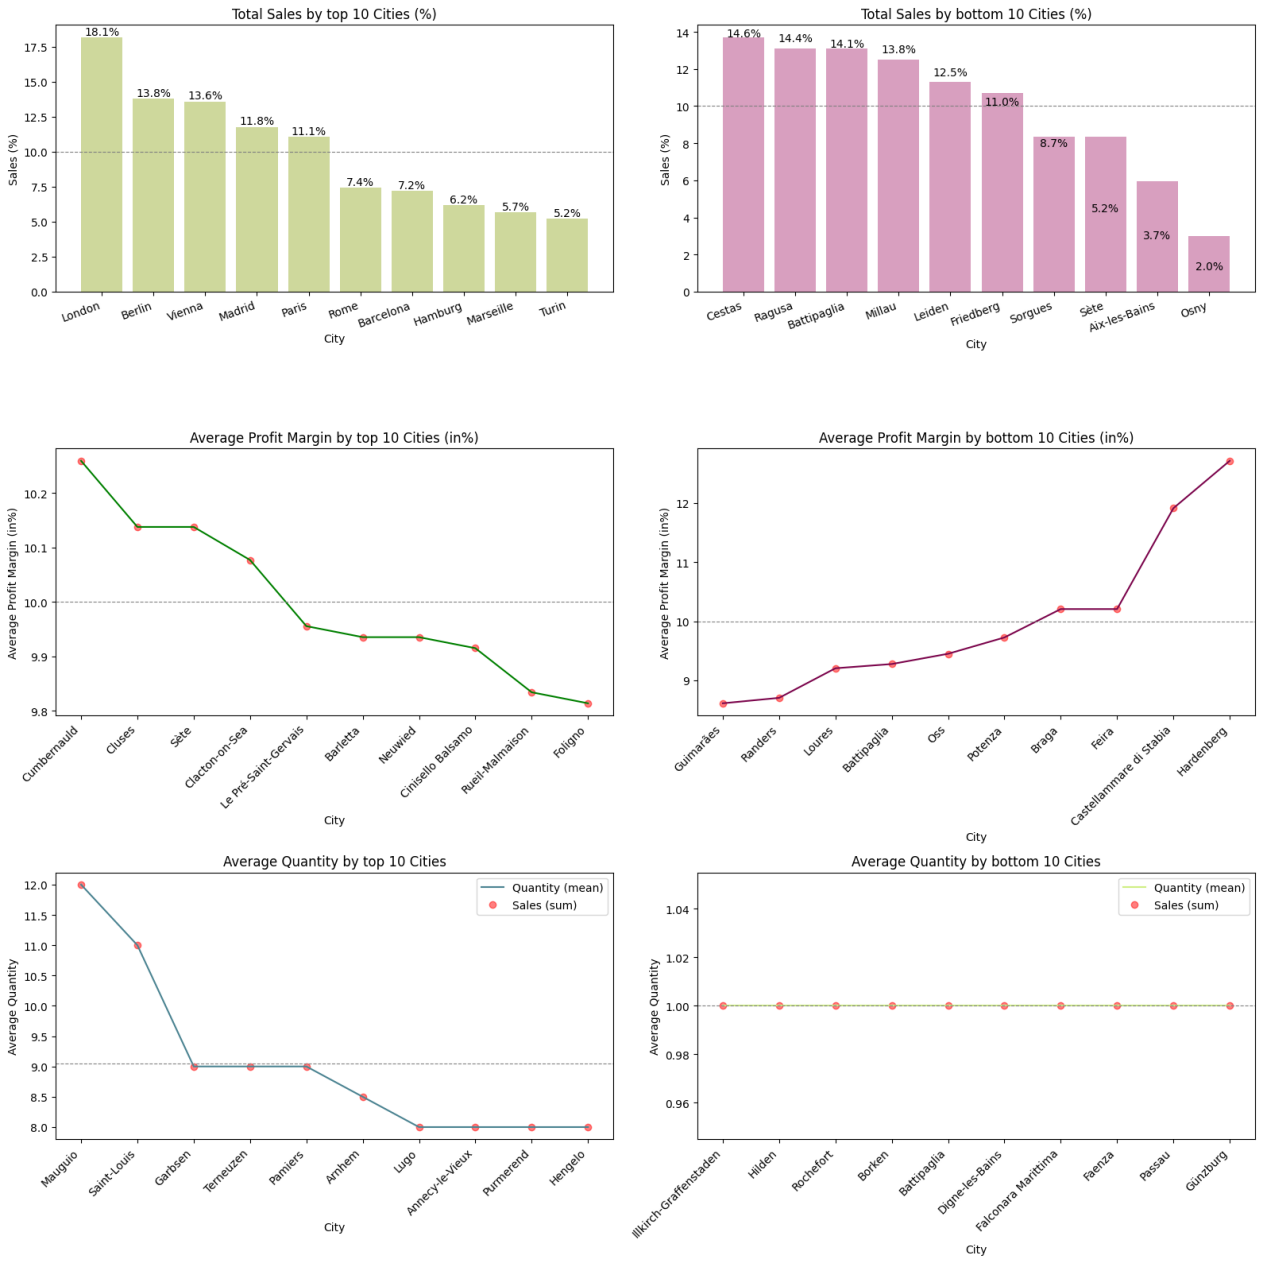 Total Sales by top 10 Cities (%)
Sales (%)
17.5
15.0
12.5
10.0
7.5
5.0
2.5
0.0
18.1%
13.8%
13.6%
11.8%
11.1%
7.4%
7.2%
6.2%
5.7%
5.2%
London
Berlin
Vienna
Madrid
Paris
Rome
Barcelona
Hamburg
Marseille
Turin
City
Total Sales by bottom 10 Cities (%)
Sales (%)
14
12
10
8
6
4
2
0
14.6%
14.4%
14.1%
13.8%
12.5%
11.0%
8.7%
5.2%
3.7%
2.0%
Cestas
Ragusa
Battipaglia
Millau
Leiden
Friedberg
Sorgues
Sète
Aix-les-Bains
Osny
City
Average Profit Margin by top 10 Cities (in%)
Average Profit Margin (in%)
10.2
10.1
10.0
9.9
9.8
Cumbernauld
Cluses
Sète
Clacton-on-Sea
Le Pré-Saint-Gervais
Barletta
Neuwied
Cinisello Balsamo
Rueil-Malmaison
Foligno
City
Average Profit Margin by bottom 10 Cities (in%)
Average Profit Margin (in%)
12
11
10
9
Guimarães
Randers
Loures
Battipaglia
Oss
Potenza
Braga
Feira
Castellammare di Stabia
Hardenberg
City
Average Quantity by top 10 Cities
Average Quantity
12.0
11.5
11.0
10.5
10.0
9.5
9.0
8.5
8.0
Quantity (mean)
Sales (sum)
Mauguio
Saint-Louis
Garbsen
Terneuzen
Pamiers
Arnhem
Lugo
Annecy-le-Vieux
Purmerend
Hengelo
City
Average Quantity by bottom 10 Cities
Average Quantity
1.04
1.02
1.00
0.98
0.96
Quantity (mean)
Sales (sum)
Illkirch-Graffenstaden
Hilden
Rochefort
Borken
Battipaglia
Digne-les-Bains
Falconara Marittima
Faenza
Passau
Günzburg
City